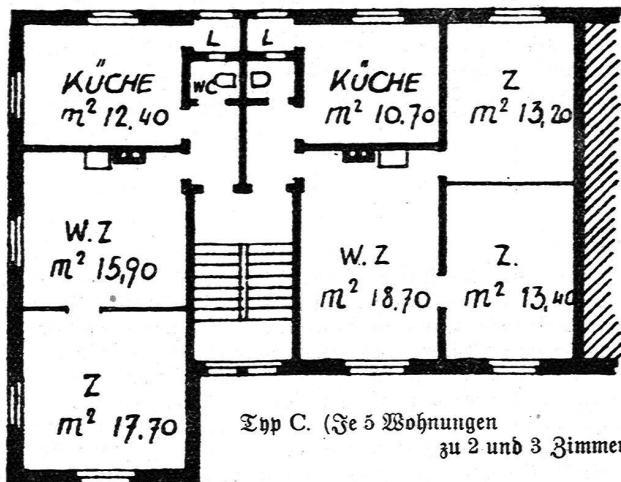 L L
KÜCHE
m² 12.40
WC
KÜCHE
m² 10.70
Z
m² 13,20
W.Z
m² 15,90
W.Z
m² 18.70
Z.
m² 13,40
Z
m² 17.70
Typ C. (Je 5 Wohnungen
zu 2 und 3 Zimmer